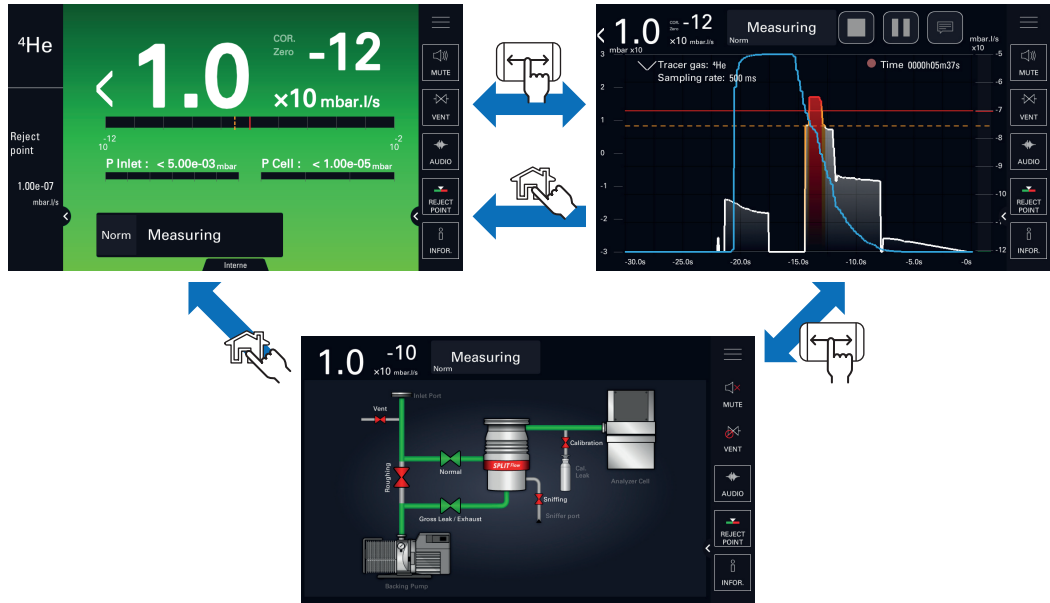 ⁴He
< 1.0
COR.
Zero
-12
×10 mbar.l/s
MUTE
VENT
AUDIO
REJECT
POINT
INFOR.
-12
10
-2
10
Reject
point
1.00e-07
mbar.l/s
P Inlet : < 5.00e-03 mbar
P Cell : < 1.00e-05 mbar
Norm Measuring
Interne
< 1.0
COR.
Zero
-12
×10 mbar.l/s
Measuring
Norm
mbar x10
mbar.l/s
x10
Tracer gas: ⁴He
Sampling rate: 500 ms
Time 0000h05m37s
3
2
1
0
-1
-2
-3
-5
-6
-7
-8
-9
-10
-11
-12
-30.0s -25.0s -20.0s -15.0s -10.0s -5.0s -0s
MUTE
VENT
AUDIO
REJECT
POINT
INFOR.
1.0
-10
×10 mbar.l/s
Measuring
Norm
Inlet Port
Vent
Roughing
Normal
SPLIT Flow
Calibration
Cal.
Leak
Analyzer Cell
Sniffing
Sniffer port
Gross Leak / Exhaust
Backing Pump
MUTE
VENT
AUDIO
REJECT
POINT
INFOR.